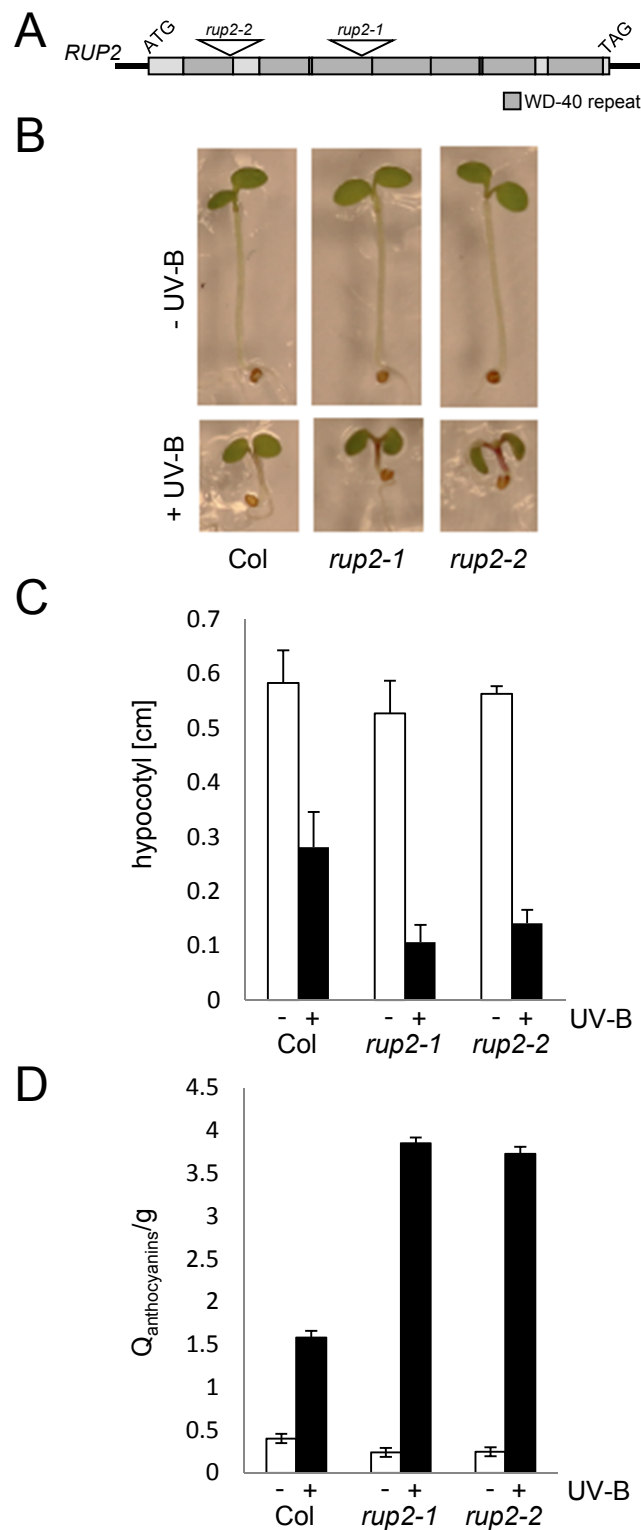 A
RUP2
ATG
rup2-2
rup2-1
TAG
WD-40 repeat
B
- UV-B
+ UV-B
Col rup2-1 rup2-2
C
hypocotyl [cm]
0.7
0.6
0.5
0.4
0.3
0.2
0.1
0
- + - + - + UV-B
Col rup2-1 rup2-2
D
Qanthocyanins/g
4.5
4
3.5
3
2.5
2
1.5
1
0.5
0
- + - + - + UV-B
Col rup2-1 rup2-2